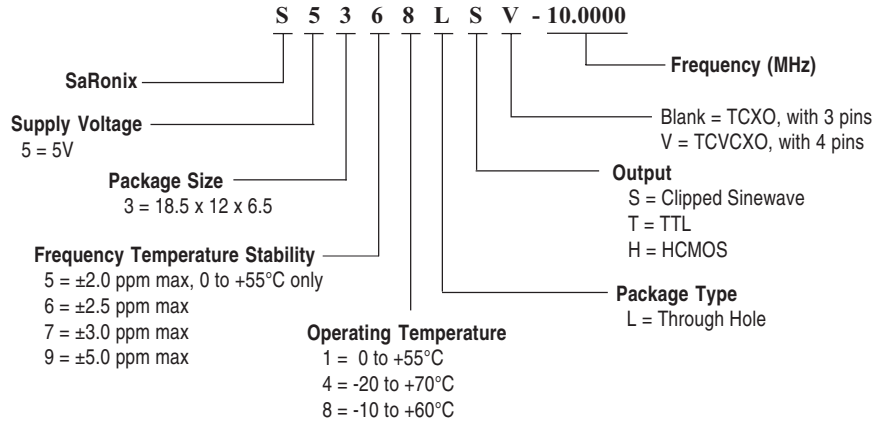 S 5 3 6 8 L S V - 10.0000
Frequency (MHz)
SaRonix
Blank = TCXO, with 3 pins
V = TCVCXO, with 4 pins
Supply Voltage
5 = 5V
Output
S = Clipped Sinewave
T = TTL
H = HCMOS
Package Size
3 = 18.5 x 12 x 6.5
Frequency Temperature Stability
5 = ±2.0 ppm max, 0 to +55°C only
6 = ±2.5 ppm max
7 = ±3.0 ppm max
9 = ±5.0 ppm max
Package Type
L = Through Hole
Operating Temperature
1 = 0 to +55°C
4 = -20 to +70°C
8 = -10 to +60°C